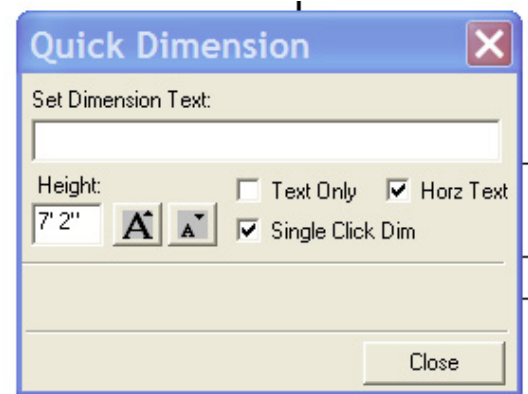 Quick Dimension
Set Dimension Text:
Height:
Text Only
Horz Text
7' 2"
A
A
Single Click Dim
Close